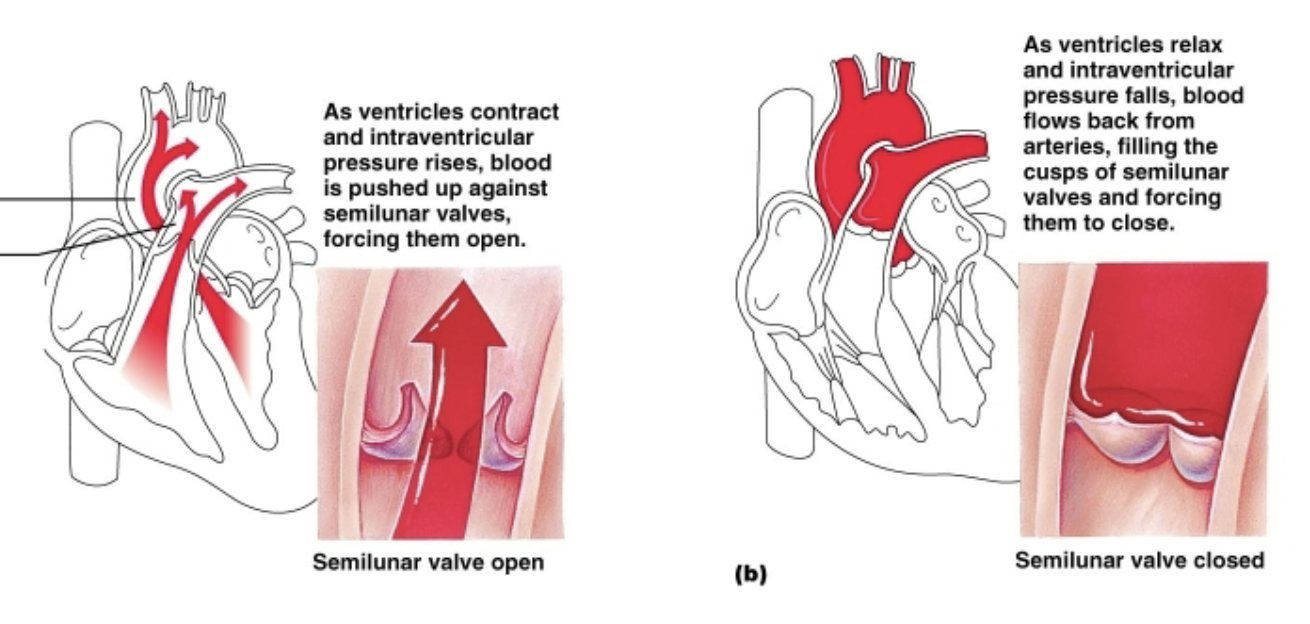 As ventricles contract
and intraventricular
pressure rises, blood
is pushed up against
semilunar valves,
forcing them open.
Semilunar valve open
As ventricles relax
and intraventricular
pressure falls, blood
flows back from
arteries, filling the
cusps of semilunar
valves and forcing
them to close.
Semilunar valve closed
(b)